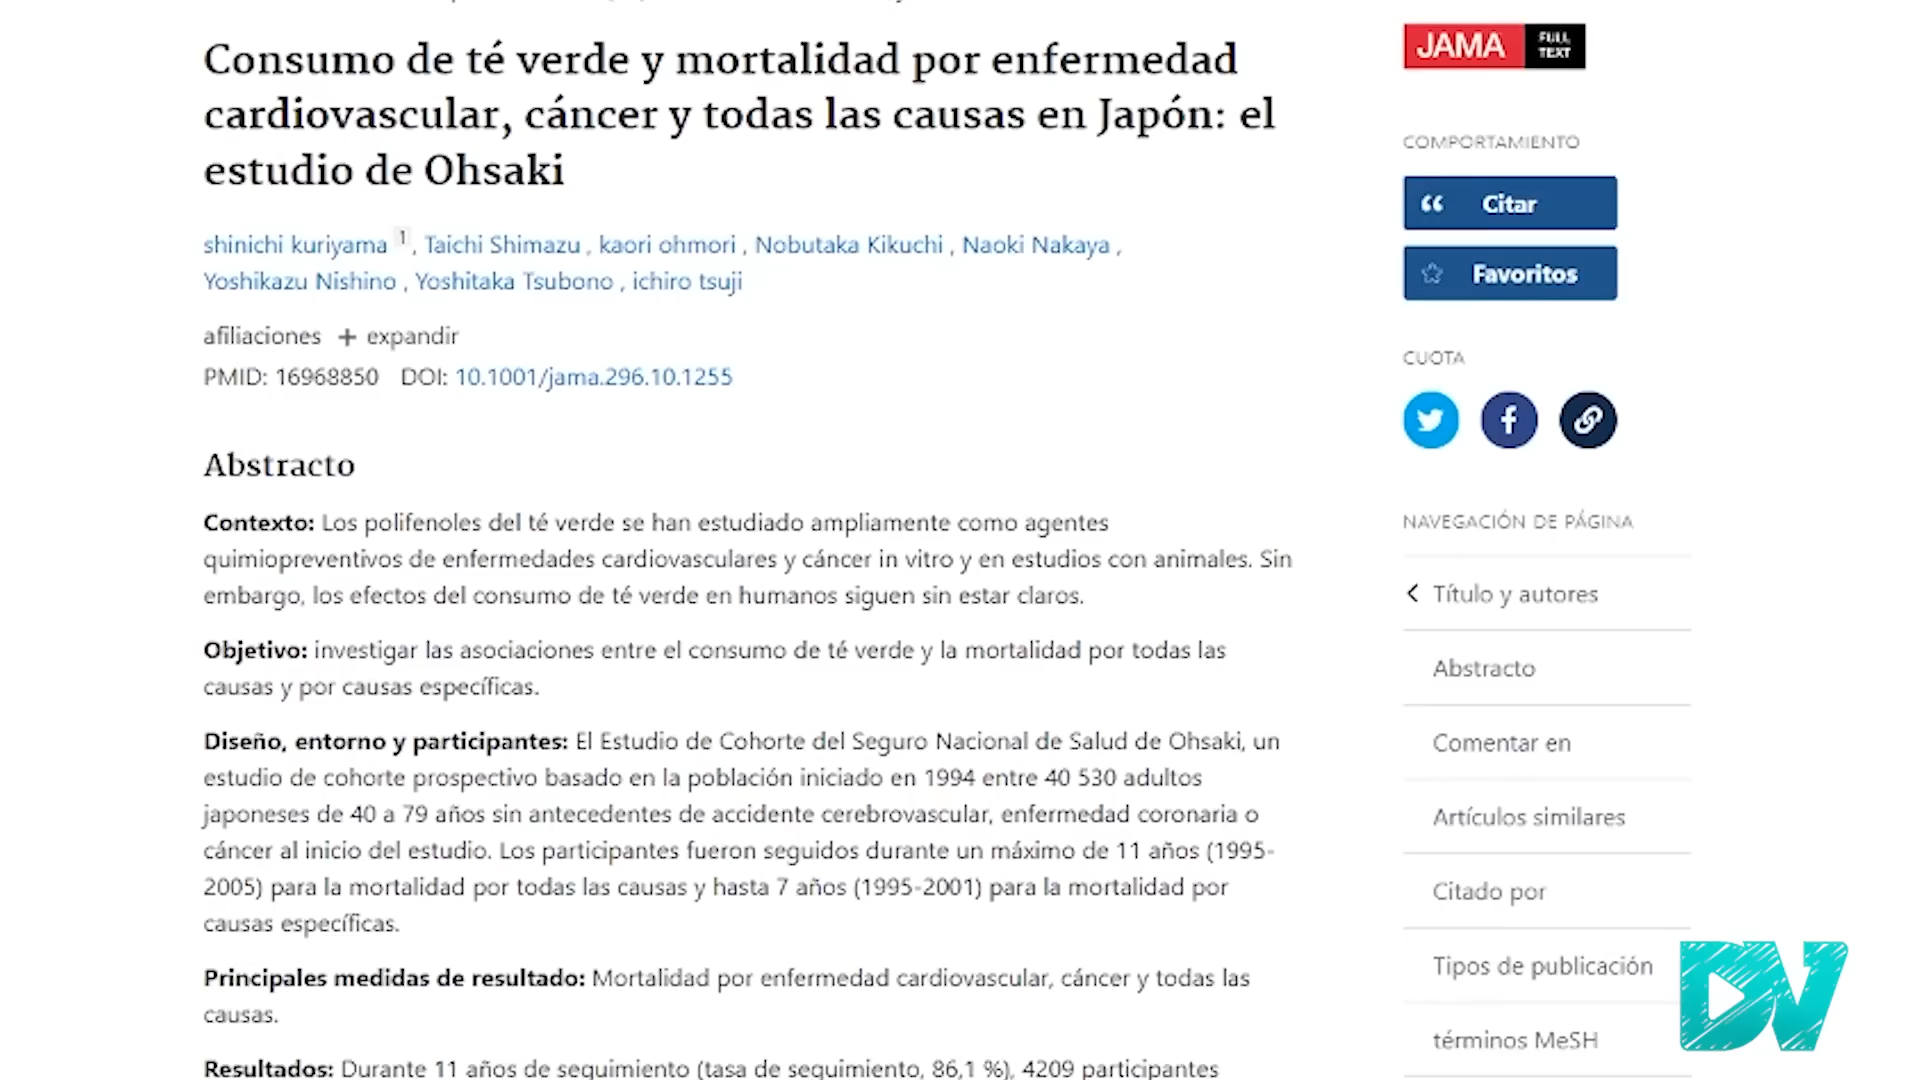 Consumo de té verde y mortalidad por enfermedad
cardiovascular, cáncer y todas las causas en Japón: el
estudio de Ohsaki
shinichi kuriyama 1 , Taichi Shimazu , kaori ohmori , Nobutaka Kikuchi , Naoki Nakaya ,
Yoshikazu Nishino , Yoshitaka Tsubono , ichiro tsuji
afiliaciones + expandir
PMID: 16968850 DOI: 10.1001/jama.296.10.1255
Abstracto
Contexto: Los polifenoles del té verde se han estudiado ampliamente como agentes
quimiopreventivos de enfermedades cardiovasculares y cáncer in vitro y en estudios con animales. Sin
embargo, los efectos del consumo de té verde en humanos siguen sin estar claros.
Objetivo: investigar las asociaciones entre el consumo de té verde y la mortalidad por todas las
causas y por causas específicas.
Diseño, entorno y participantes: El Estudio de Cohorte del Seguro Nacional de Salud de Ohsaki, un
estudio de cohorte prospectivo basado en la población iniciado en 1994 entre 40 530 adultos
japoneses de 40 a 79 años sin antecedentes de accidente cerebrovascular, enfermedad coronaria o
cáncer al inicio del estudio. Los participantes fueron seguidos durante un máximo de 11 años (1995-
2005) para la mortalidad por todas las causas y hasta 7 años (1995-2001) para la mortalidad por
causas específicas.
Principales medidas de resultado: Mortalidad por enfermedad cardiovascular, cáncer y todas las
causas.
Resultados: Durante 11 años de seguimiento (tasa de seguimiento, 86,1 %), 4209 participantes
JAMA FULL
TEXT
COMPORTAMIENTO
Citar
Favoritos
CUOTA
NAVEGACIÓN DE PÁGINA
Título y autores
Abstracto
Comentar en
Artículos similares
Citado por
Tipos de publicación
términos MeSH
DV